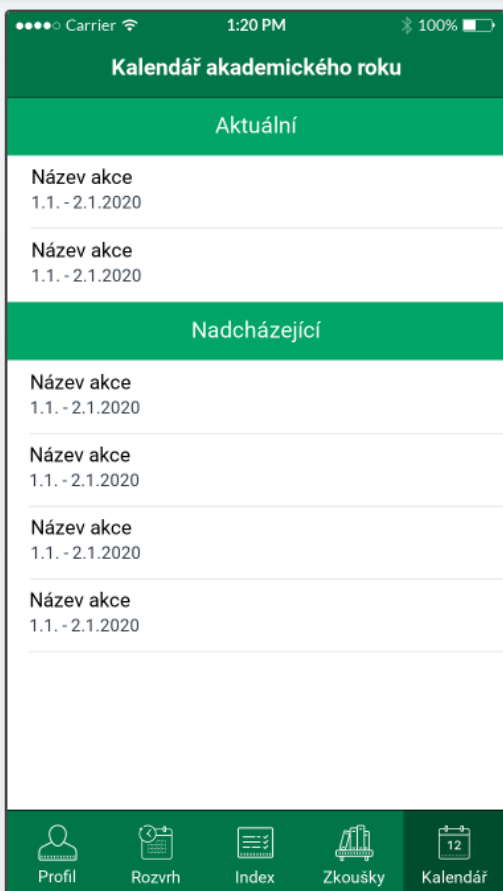 Carrier 1:20 PM 100%
Kalendář akademického roku
Aktuální
Název akce
1.1. - 2.1.2020
Název akce
1.1. - 2.1.2020
Nadcházející
Název akce
1.1. - 2.1.2020
Název akce
1.1. - 2.1.2020
Název akce
1.1. - 2.1.2020
Název akce
1.1. - 2.1.2020
12
Profil Rozvrh Index Zkoušky Kalendář